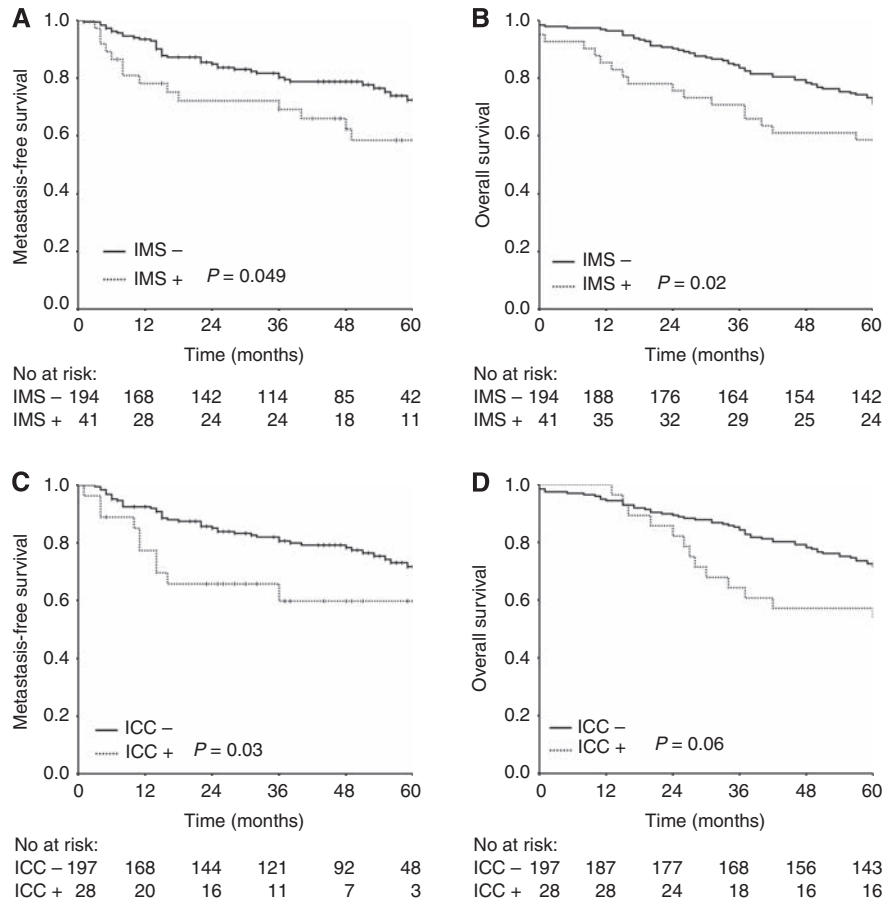 A
Metastasis-free survival
1.0
0.8
0.6
0.4
0.2
0.0
IMS –
IMS + P = 0.049
0 12 24 36 48 60
Time (months)
No at risk:
IMS – 194 168 142 114 85 42
IMS + 41 28 24 24 18 11
B
Overall survival
1.0
0.8
0.6
0.4
0.2
0.0
IMS –
IMS + P = 0.02
0 12 24 36 48 60
Time (months)
No at risk:
IMS – 194 188 176 164 154 142
IMS + 41 35 32 29 25 24
C
Metastasis-free survival
1.0
0.8
0.6
0.4
0.2
0.0
ICC –
ICC + P = 0.03
0 12 24 36 48 60
Time (months)
No at risk:
ICC – 197 168 144 121 92 48
ICC + 28 20 16 11 7 3
D
Overall survival
1.0
0.8
0.6
0.4
0.2
0.0
ICC –
ICC + P = 0.06
0 12 24 36 48 60
Time (months)
No at risk:
ICC – 197 187 177 168 156 143
ICC + 28 28 24 18 16 16